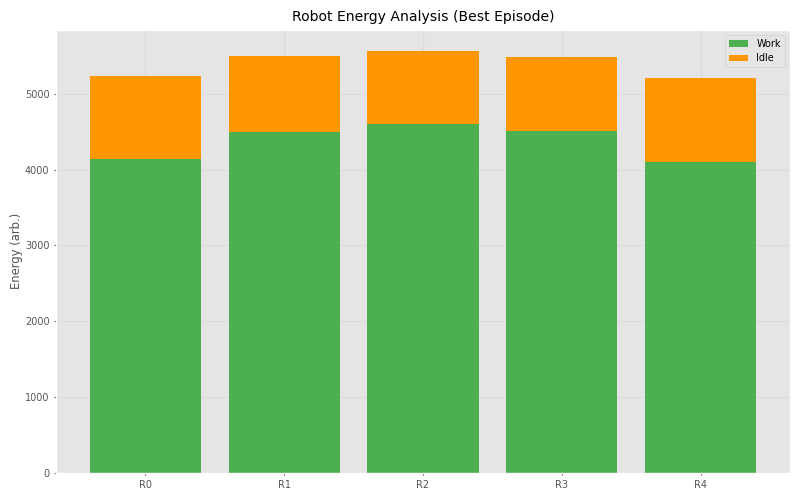 Robot Energy Analysis (Best Episode)
Work
Idle
Energy (arb.)
5000
4000
3000
2000
1000
0
R0 R1 R2 R3 R4